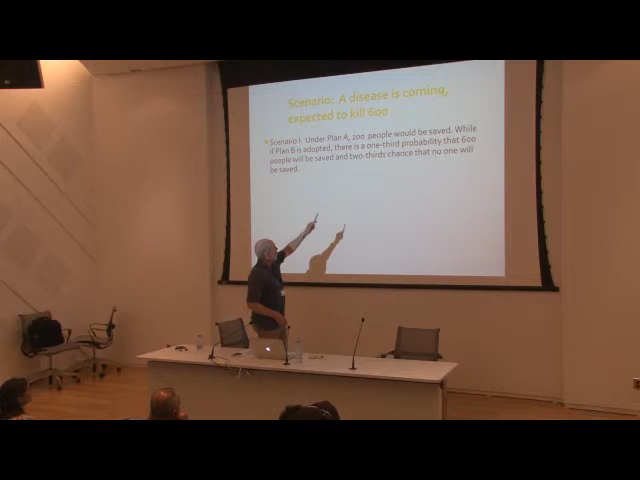 Scenario: A disease is coming,
expected to kill 600
Scenario I. Under Plan A, 200 people would be saved. While
if Plan B is adopted, there is a one-third probability that 600
people will be saved and two-thirds chance that no one will
be saved.